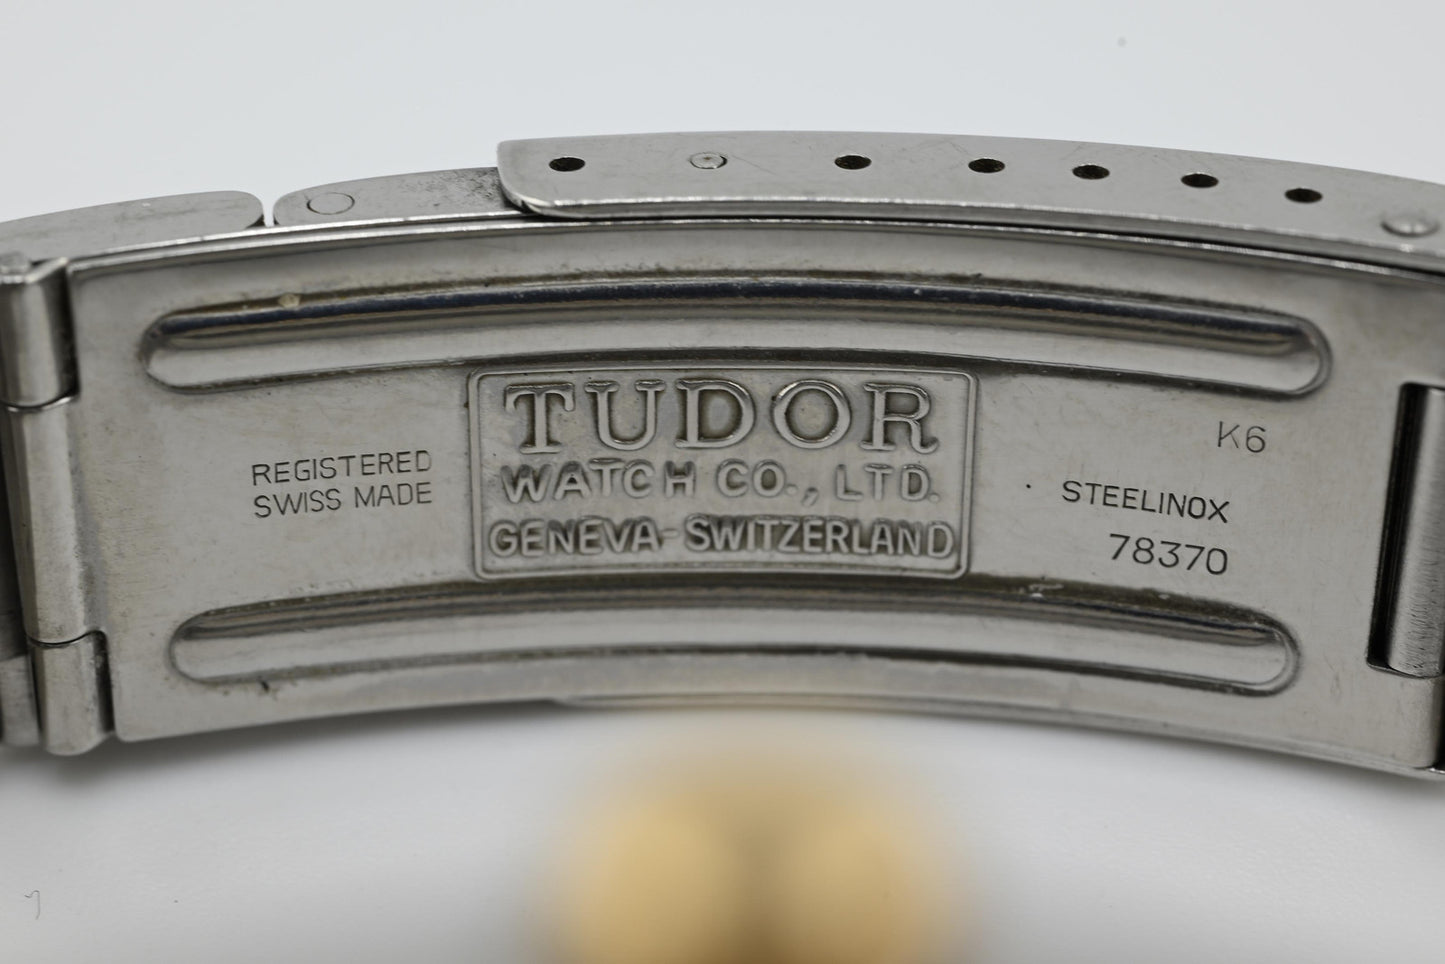 REGISTERED
SWISS MADE
TUDOR
WATCH CO., LTD.
GENEVA-SWITZERLAND
K6
STEELINOX
78370